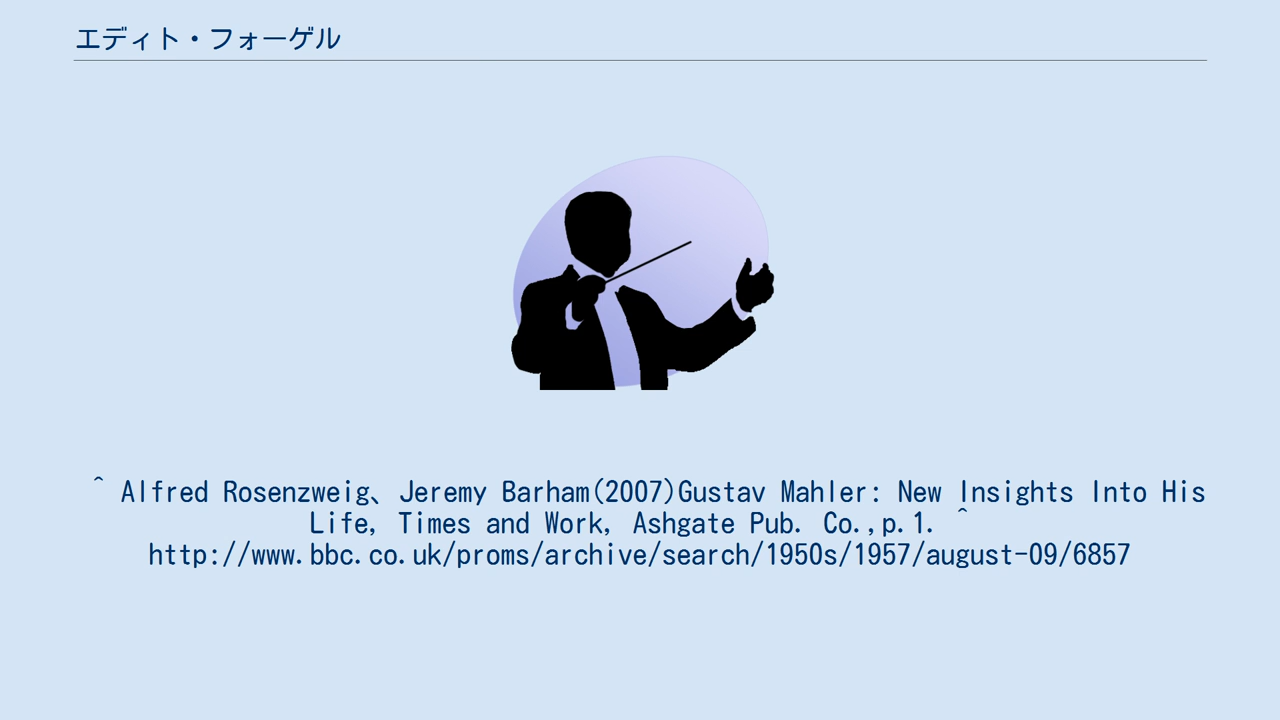 エディト・フォーゲル
^ Alfred Rosenzweig、Jeremy Barham(2007)Gustav Mahler: New Insights Into His
Life, Times and Work, Ashgate Pub. Co.,p.1. ^
http://www.bbc.co.uk/proms/archive/search/1950s/1957/august-09/6857